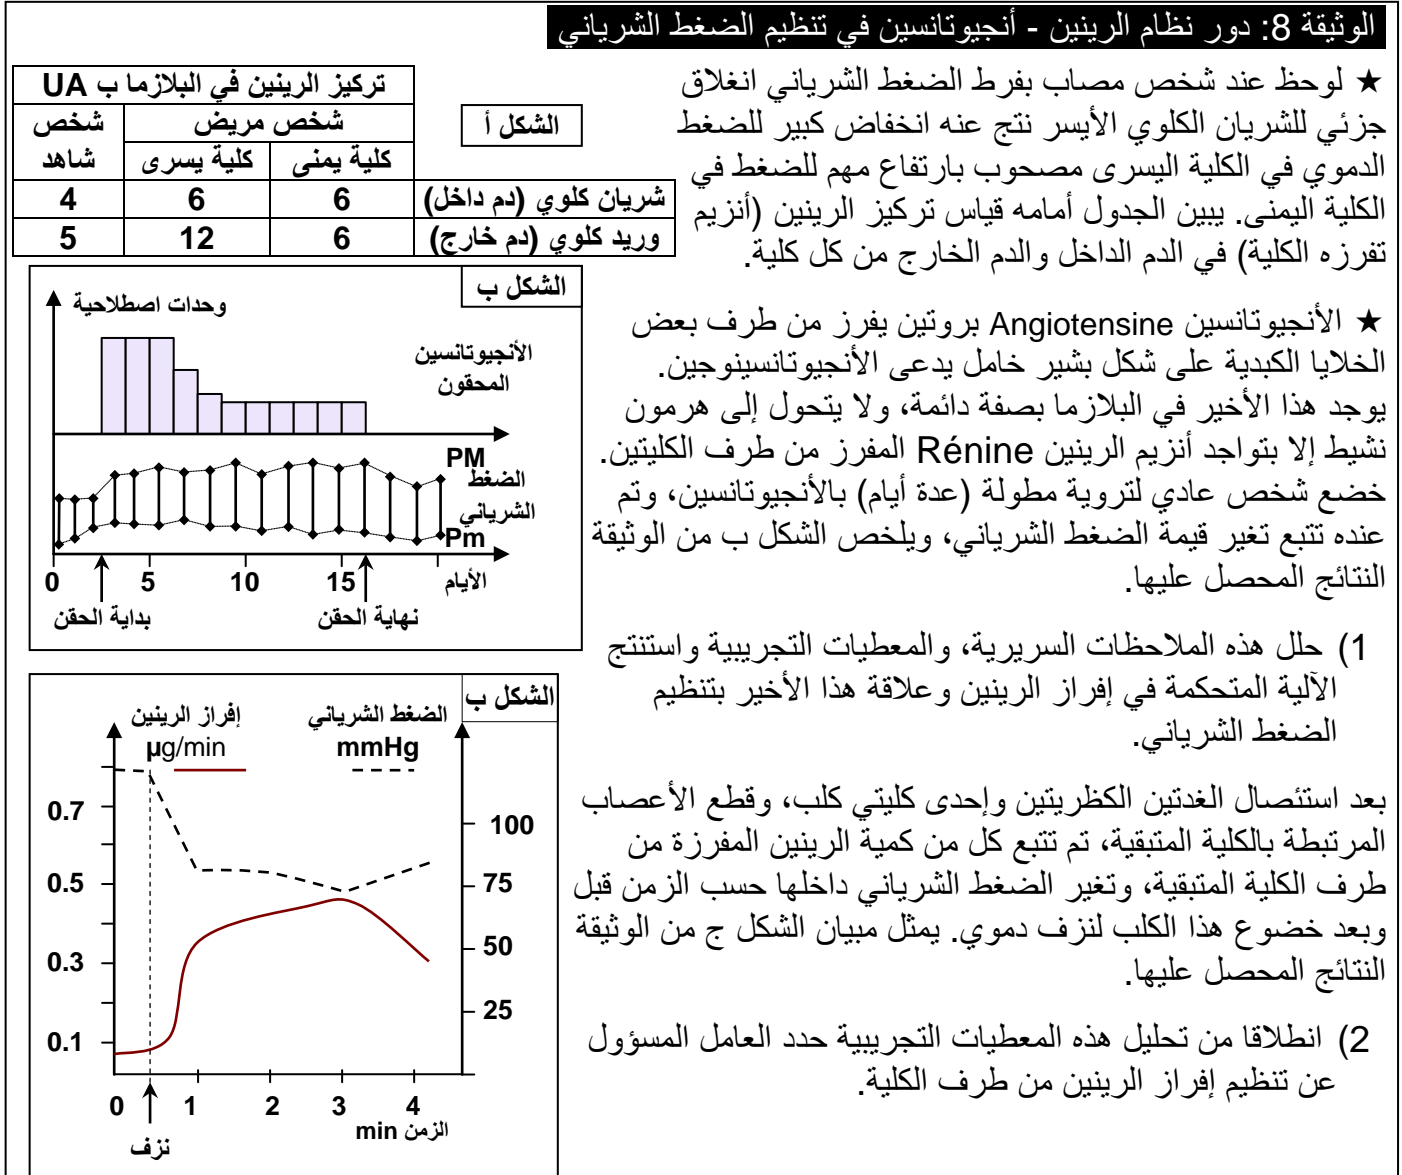 الوثيقة 8: دور نظام الرينين - أنجيوتانسين في تنظيم الضغط الشرياني
★ لوحظ عند شخص مصاب بفرط الضغط الشرياني انغلاق
جزئي للشريان الكلوي الأيسر نتج عنه انخفاض كبير للضغط
الدموي في الكلية اليسرى مصحوب بارتفاع مهم للضغط في
الكلية اليمنى. يبين الجدول أمامه قياس تركيز الرينين (أنزيم
تفرزه الكلية) في الدم الداخل والدم الخارج من كل كلية.
الشكل أ
تركيز الرينين في البلازما ب UA
شخص مريض
شخص شاهد
كلية يمنى كلية يسرى
شريان كلوي (دم داخل) 6 6 4
وريد كلوي (دم خارج) 6 12 5
★ الأنجيوتانسين Angiotensine بروتين يفرز من طرف بعض
الخلايا الكبدية على شكل بشير خامل يدعى الأنجيوتانسينوجين.
يوجد هذا الأخير في البلازما بصفة دائمة، ولا يتحول إلى هرمون
نشيط إلا بتواجد أنزيم الرينين Rénine المفرز من طرف الكليتين.
خضع شخص عادي لتروية مطولة (عدة أيام) بالأنجيوتانسين، وتم
عنده تتبع تغير قيمة الضغط الشرياني، ويلخص الشكل ب من الوثيقة
النتائج المحصل عليها.
الشكل ب
وحدات اصطلاحية
الأنجيوتانسين
المحقون
PM
الضغط
الشرياني
Pm
0 5 10 15 الأيام
بداية الحقن نهاية الحقن
1) حلل هذه الملاحظات السريرية، والمعطيات التجريبية واستنتج
الآلية المتحكمة في إفراز الرينين وعلاقة هذا الأخير بتنظيم
الضغط الشرياني.
بعد استئصال الغدتين الكظريتين وإحدى كليتي كلب، وقطع الأعصاب
المرتبطة بالكلية المتبقية، تم تتبع كل من كمية الرينين المفرزة من
طرف الكلية المتبقية، وتغير الضغط الشرياني داخلها حسب الزمن قبل
وبعد خضوع هذا الكلب لنزف دموي. يمثل مبيان الشكل ج من الوثيقة
النتائج المحصل عليها.
2) انطلاقا من تحليل هذه المعطيات التجريبية حدد العامل المسؤول
عن تنظيم إفراز الرينين من طرف الكلية.
الشكل ب
الضغط الشرياني
mmHg
إفراز الرينين
µg/min
0.7
0.5
0.3
0.1
100
75
50
25
0 1 2 3 4
الزمن min
نزف